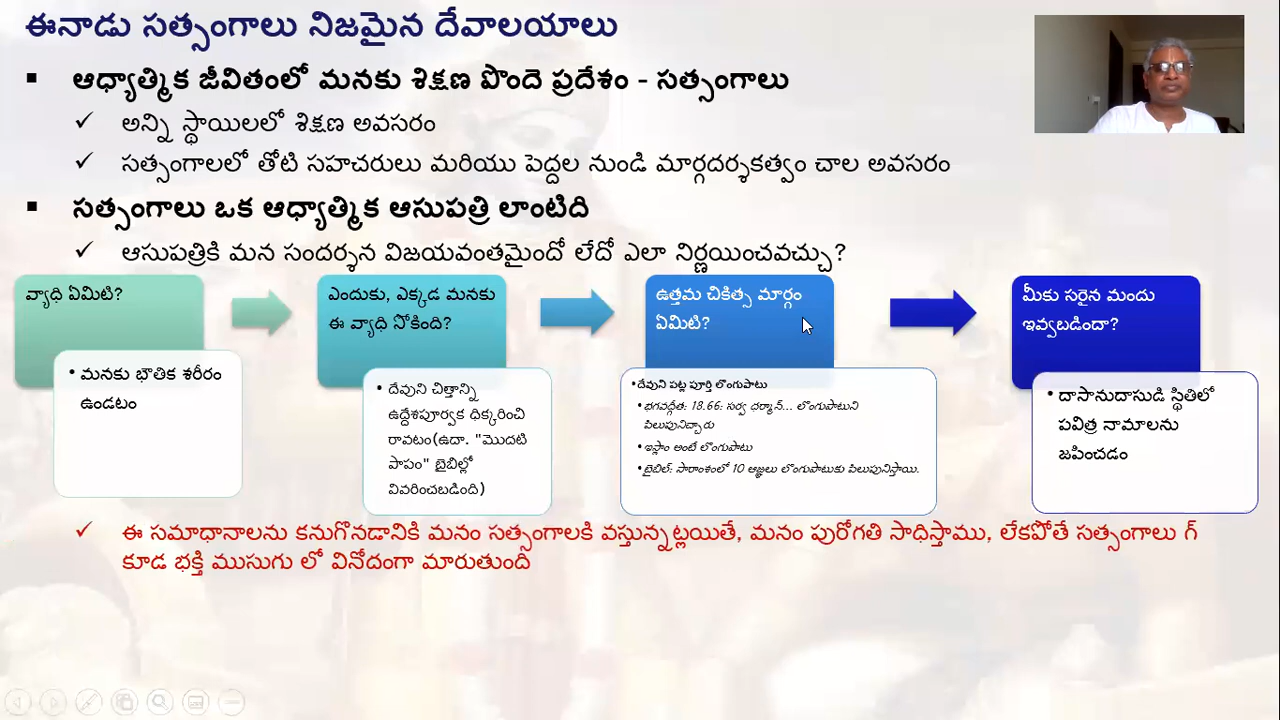 ఈనాడు సత్సంగాలు నిజమైన దేవాలయాలు
▪ ఆధ్యాత్మిక జీవితంలో మనకు శిక్షణ పొందె ప్రదేశం - సత్సంగాలు
✓ అన్ని స్థాయిలలో శిక్షణ అవసరం
✓ సత్సంగాలలో తోటి సహచరులు మరియు పెద్దల నుండి మార్గదర్శకత్వం చాల అవసరం
▪ సత్సంగాలు ఒక ఆధ్యాత్మిక ఆసుపత్రి లాంటిది
✓ ఆసుపత్రికి మన సందర్శన విజయవంతమైందో లేదో ఎలా నిర్ణయించవచ్చు?
వ్యాధి ఏమిటి?
• మనకు భౌతిక శరీరం
ఉండటం
ఎందుకు, ఎక్కడ మనకు
ఈ వ్యాధి సోకింది?
• దేవుని చిత్తాన్ని
ఉద్దేశపూర్వక ధిక్కరించి
రావటం(ఉదా. "మొదటి
పాపం" బైబిల్లో
వివరించబడింది)
ఉత్తమ చికిత్స మార్గం
ఏమిటి?
•దేవుని పట్ల పూర్తి లొంగుపాటు
•భగవద్గీత: 18.66: సర్వ ధర్మాన్... లొంగుపాటుని
పిలుపునిచ్చారు
•ఇస్లాం అంటే లొంగుపాటు
•బైబిల్: సారాంశంలో 10 ఆజ్ఞలు లొంగుపాటుకు పిలుపునిస్తాయి.
మీకు సరైన మందు
ఇవ్వబడిందా?
• దాసానుదాసుడి స్థితిలో
పవిత్ర నామాలను
జపించడం
✓ ఈ సమాధానాలను కనుగొనడానికి మనం సత్సంగాలకి వస్తున్నట్లయితే, మనం పురోగతి సాధిస్తాము, లేకపోతే సత్సంగాలు గ్
కూడ భక్తి ముసుగు లో వినోదంగా మారుతుంది